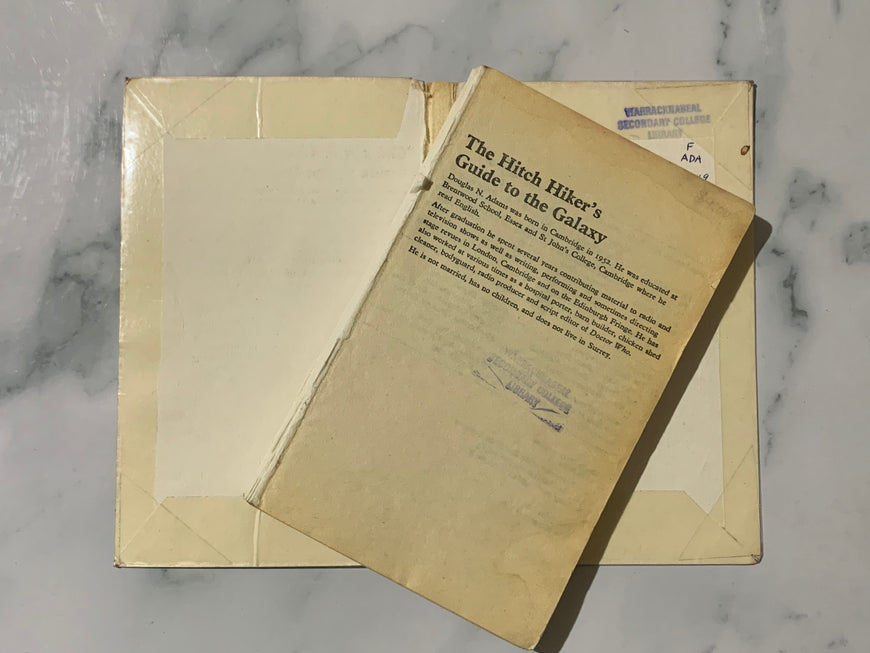 WARRACKNABEAL
SECONDARY COLLEGE
LIBRARY
F
ADA
The Hitch Hiker's
Guide to the Galaxy
Douglas N. Adams was born in Cambridge in 1952. He was educated at
Brentwood School, Essex and St John's College, Cambridge where he
read English.
After graduation he spent several years contributing material to radio and
television shows as well as writing, performing and sometimes directing
stage revues in London, Cambridge and on the Edinburgh Fringe. He has
also worked at various times as a hospital porter, barn builder, chicken shed
cleaner, bodyguard, radio producer and script editor of Doctor Who.
He is not married, has no children, and does not live in Surrey.
SECONDARY COLLEGE
LIBRARY